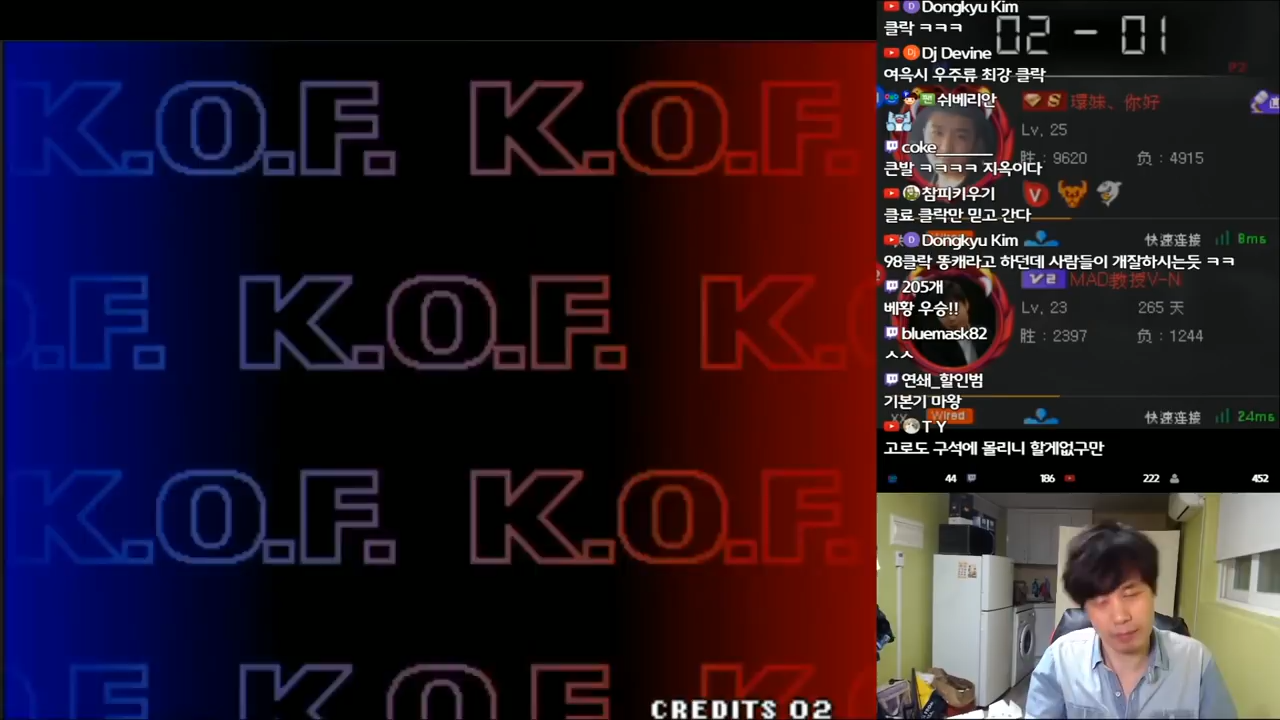 K.O.F. K.O.F.
O.F. K.O.F. K.O
K.O.F. K.O.F.
O.F. K.O.F. K.O
CREDITS 02
Dongkyu Kim
클락 ㅋㅋㅋ
02 - 01
Dj Devine
여윽시 우주류 최강 클락
P2
쉬베리안
S 環妹、你好
Lv. 25
coke______
胜 : 9620 负 : 4915
큰발 ㅋㅋㅋㅋ 지옥이다
참피키우기
V
클료 클락만 믿고 간다
Dongkyu Kim
快速连接 8ms
98클락 똥캐라고 하던데 사람들이 개잘하시는듯 ㅋㅋ
205개
V2 MAD教授V-N
베황 우승!!
Lv. 23 265 天
bluemask82
胜 : 2397 负 : 1244
ㅅㅅ
연쇄_할인범
기본기 마왕
Wired 快速连接 24ms
T Y
고로도 구석에 몰리니 할게없구만
44 186 222 452